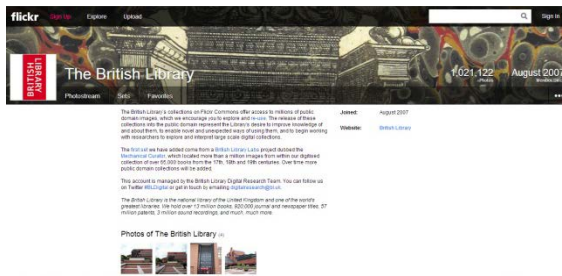 flickr Sign Up Explore Upload Sign in
BRITISH LIBRARY
The British Library
1,021,122 August 2007
Photostream Sets Favorites
The British Library's collections on Flickr Commons offer access to millions of public
domain images, which we encourage you to explore and re-use. The release of these
collections into the public domain represent the Library's desire to improve knowledge of
and about them, to enable novel and unexpected ways of using them, and to begin working
with researchers to explore and interpret large scale digital collections.
Joined: August 2007
Website: British Library
The first set we have added come from a British Library Labs project dubbed the
Mechanical Curator, which located more than a million images from within our digitised
collection of over 65,000 books from the 17th, 18th and 19th centuries. Over time more
public domain collections will be added.
This account is managed by the British Library Digital Research Team. You can follow us
on Twitter @BLDigital or get in touch by emailing digitalresearch@bl.uk.
The British Library is the national library of the United Kingdom and one of the world's
greatest libraries. We hold over 13 million books, 920,000 journal and newspaper titles, 57
million patents, 3 million sound recordings, and much, much more.
Photos of The British Library